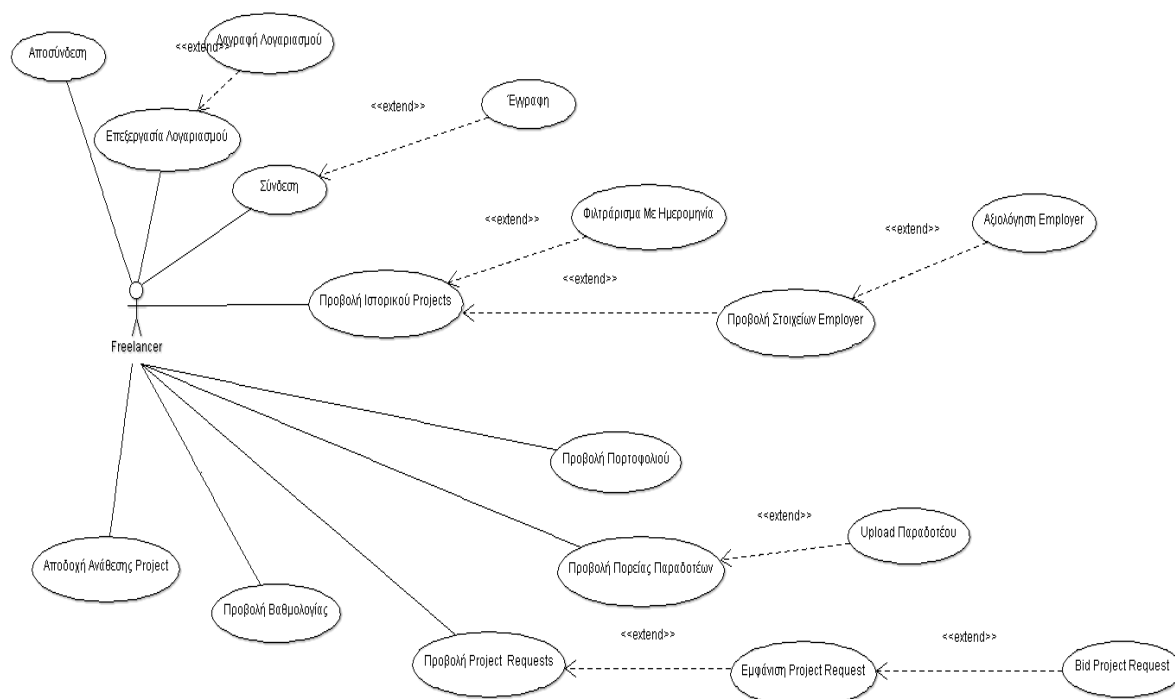 Αποσύνδεση
<<extend>>
Δαγραφή Λογαριασμού
Επεξεργασία Λογαριασμού
<<extend>>
Έγγραφη
Σύνδεση
<<extend>>
Φιλτράρισμα Με Ημερομηνία
<<extend>>
Αξιολόγηση Employer
<<extend>>
Προβολή Ιστορικού Projects
Προβολή Στοιχείων Employer
Freelancer
Προβολή Πορτοφολιού
<<extend>>
Upload Παραδοτέου
Αποδοχή Ανάθεσης Project
Προβολή Πορείας Παραδοτέων
Προβολή Βαθμολογίας
<<extend>>
<<extend>>
Προβολή Project Requests
Εμφάνιση Project Request
Bid Project Request